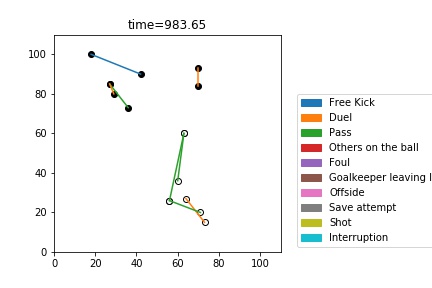 time=983.65
100
80
60
40
20
0
0 20 40 60 80 100
Free Kick
Duel
Pass
Others on the ball
Foul
Goalkeeper leaving l
Offside
Save attempt
Shot
Interruption